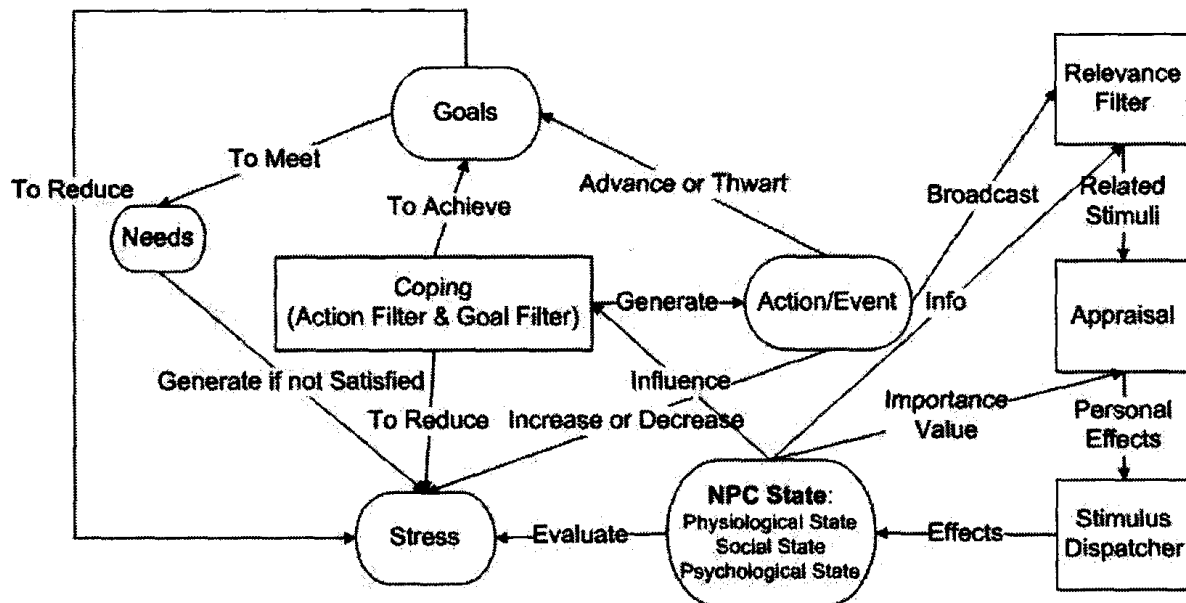 Relevance
Filter
Goals
To Meet
To Reduce
Advance or Thwart
Broadcast
Related
Stimuli
To Achieve
Needs
Coping
(Action Filter & Goal Filter)
Generate
Action/Event
Info
Appraisal
Generate if not Satisfied
Influence
Importance
Value
To Reduce
Increase or Decrease
Personal
Effects
NPC State:
Physiological State
Social State
Psychological State
Stress
Evaluate
Effects
Stimulus
Dispatcher